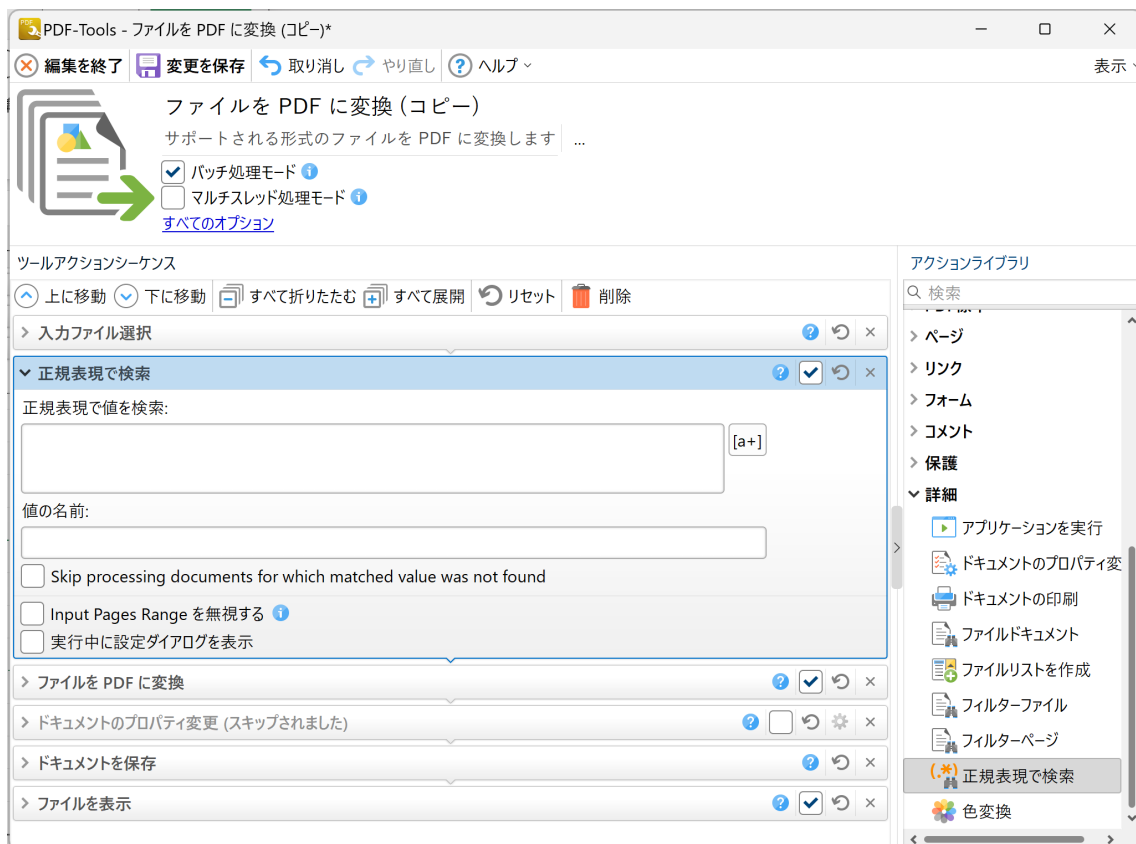 PDF-Tools - ファイルを PDF に変換 (コピー)*
編集を終了 変更を保存 取り消し やり直し ヘルプ 表示
ファイルを PDF に変換 (コピー)
サポートされる形式のファイルを PDF に変換します ...
バッチ処理モード
マルチスレッド処理モード
すべてのオプション
ツールアクションシーケンス
上に移動 下に移動 すべて折りたたむ すべて展開 リセット 削除
入力ファイル選択
正規表現で検索
正規表現で値を検索:
[a+]
値の名前:
Skip processing documents for which matched value was not found
Input Pages Range を無視する
実行中に設定ダイアログを表示
ファイルを PDF に変換
ドキュメントのプロパティ変更 (スキップされました)
ドキュメントを保存
ファイルを表示
アクションライブラリ
検索
ページ
リンク
フォーム
コメント
保護
詳細
アプリケーションを実行
ドキュメントのプロパティ変
ドキュメントの印刷
ファイルドキュメント
ファイルリストを作成
フィルターファイル
フィルターページ
(.*) 正規表現で検索
色変換